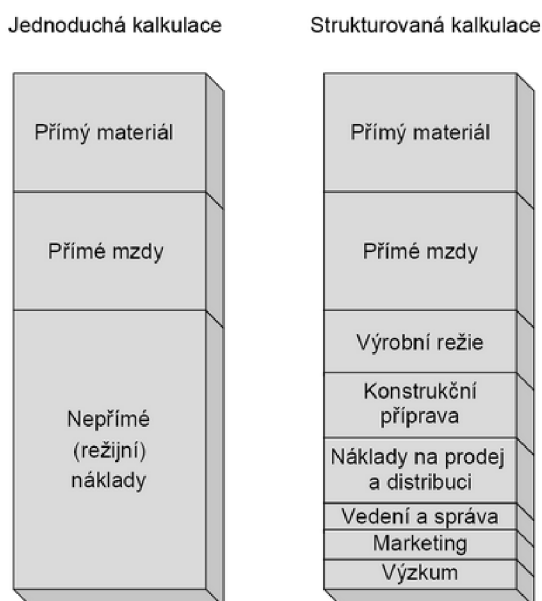 Jednoduchá kalkulace
Přímý materiál
Přímé mzdy
Nepřímé
(režijní)
náklady
Strukturovaná kalkulace
Přímý materiál
Přímé mzdy
Výrobní režie
Konstrukční
příprava
Náklady na prodej
a distribuci
Vedení a správa
Marketing
Výzkum